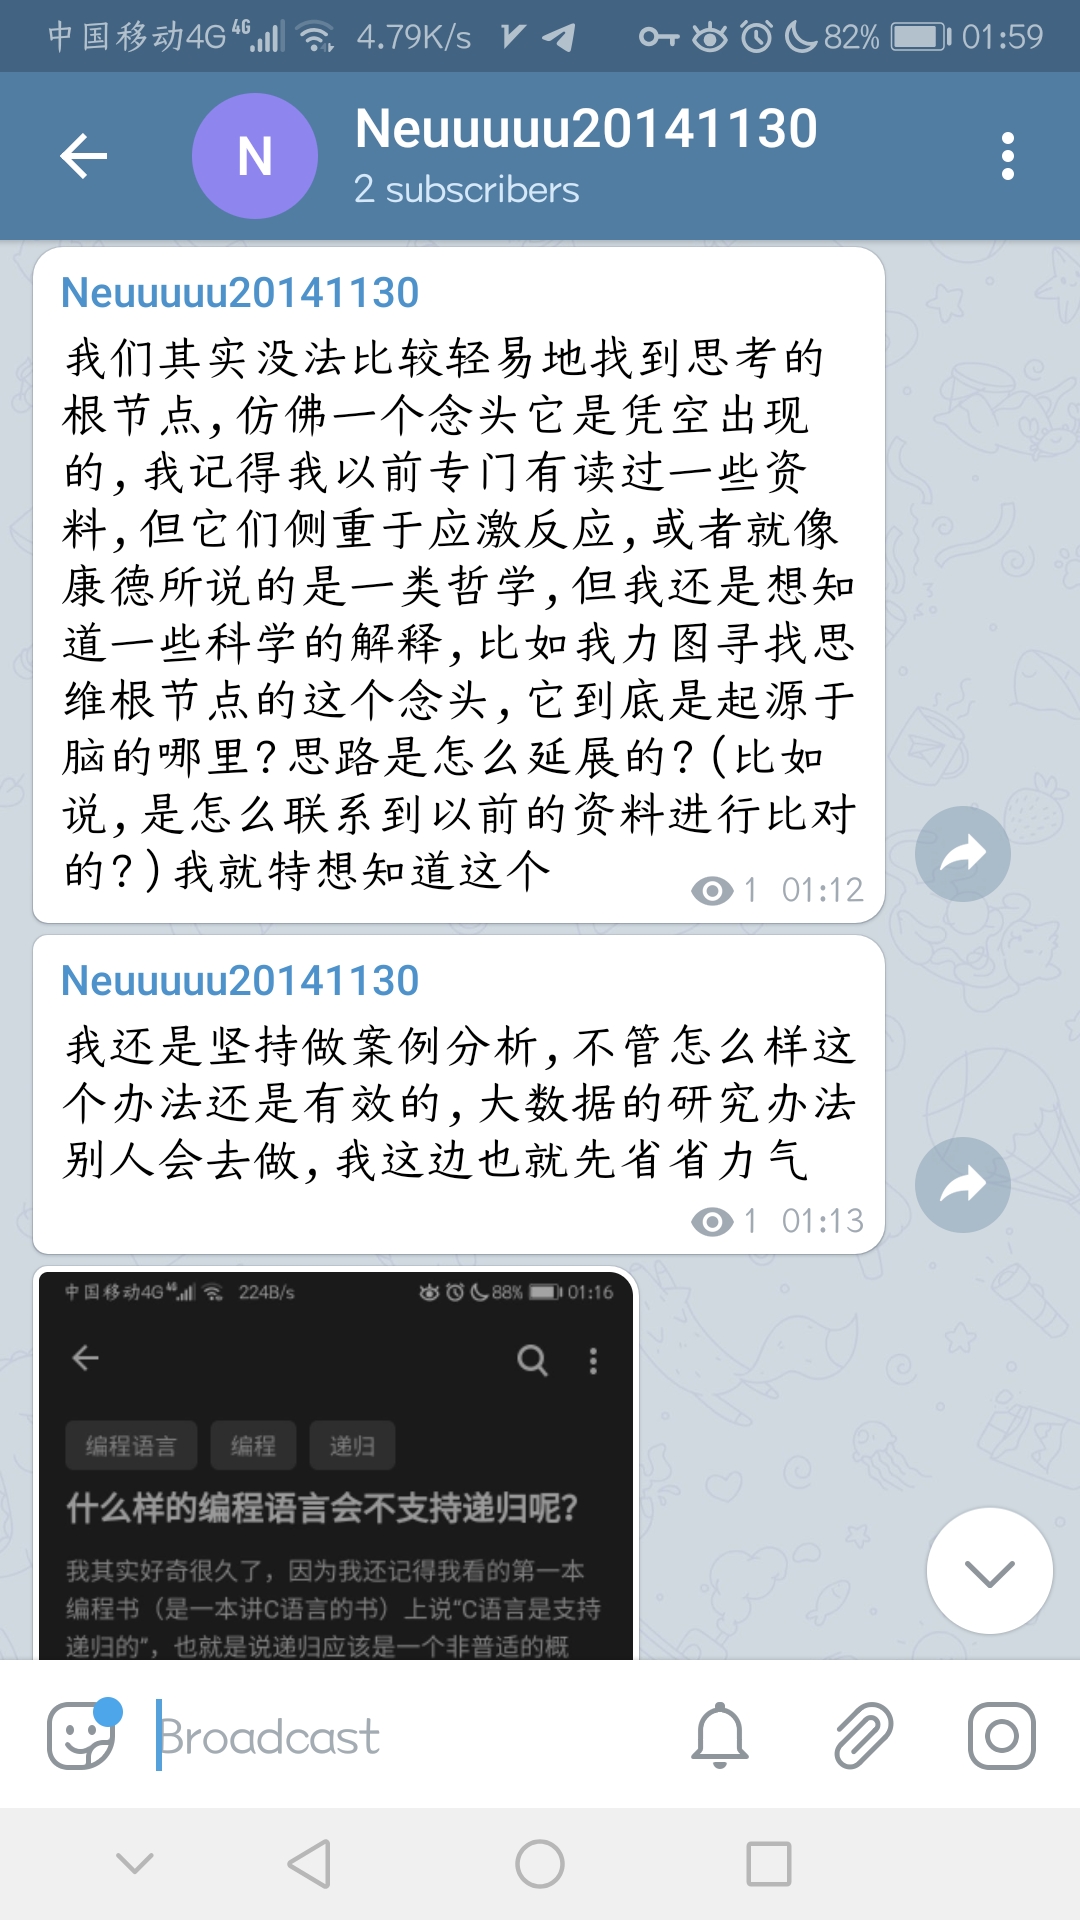 中国移动4G 4G 4.79K/s 82% 01:59
N
Neuuuuu20141130
2 subscribers
Neuuuuu20141130
我们其实没法比较轻易地找到思考的
根节点,仿佛一个念头它是凭空出现
的,我记得我以前专门有读过一些资
料,但它们侧重于应激反应,或者就像
康德所说的是一类哲学,但我还是想知
道一些科学的解释,比如我力图寻找思
维根节点的这个念头,它到底是起源于
脑的哪里?思路是怎么延展的?(比如
说,是怎么联系到以前的资料进行比对
的?)我就特想知道这个
1 01:12
Neuuuuu20141130
我还是坚持做案例分析,不管怎么样这
个办法还是有效的,大数据的研究办法
别人会去做,我这边也就先省省力气
1 01:13
中国移动4G 4G 224B/s 88% 01:16
编程语言 编程 递归
什么样的编程语言会不支持递归呢?
我其实好奇很久了，因为我还记得我看的第一本
编程书（是一本讲C语言的书）上说“C语言是支持
递归的”，也就是说递归应该是一个非普适的概
Broadcast